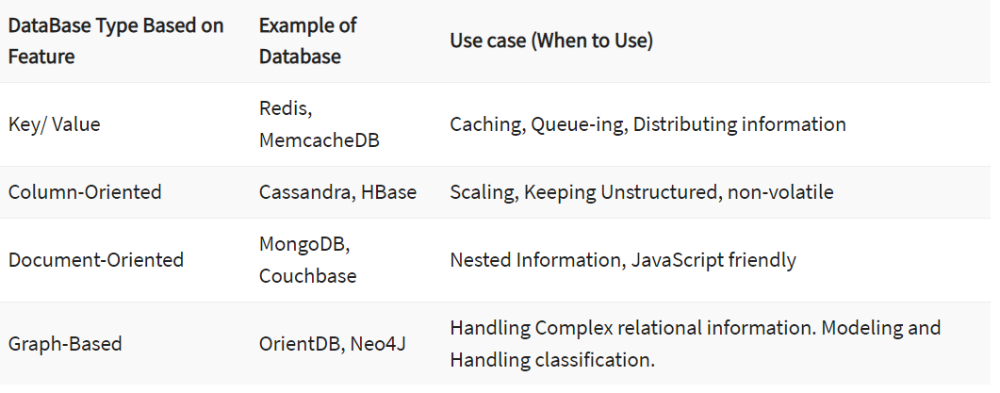 DataBase Type Based on
Feature
Example of
Database
Use case (When to Use)
Key/ Value
Redis,
MemcacheDB
Caching, Queue-ing, Distributing information
Column-Oriented
Cassandra, HBase
Scaling, Keeping Unstructured, non-volatile
Document-Oriented
MongoDB,
Couchbase
Nested Information, JavaScript friendly
Graph-Based
OrientDB, Neo4J
Handling Complex relational information. Modeling and
Handling classification.